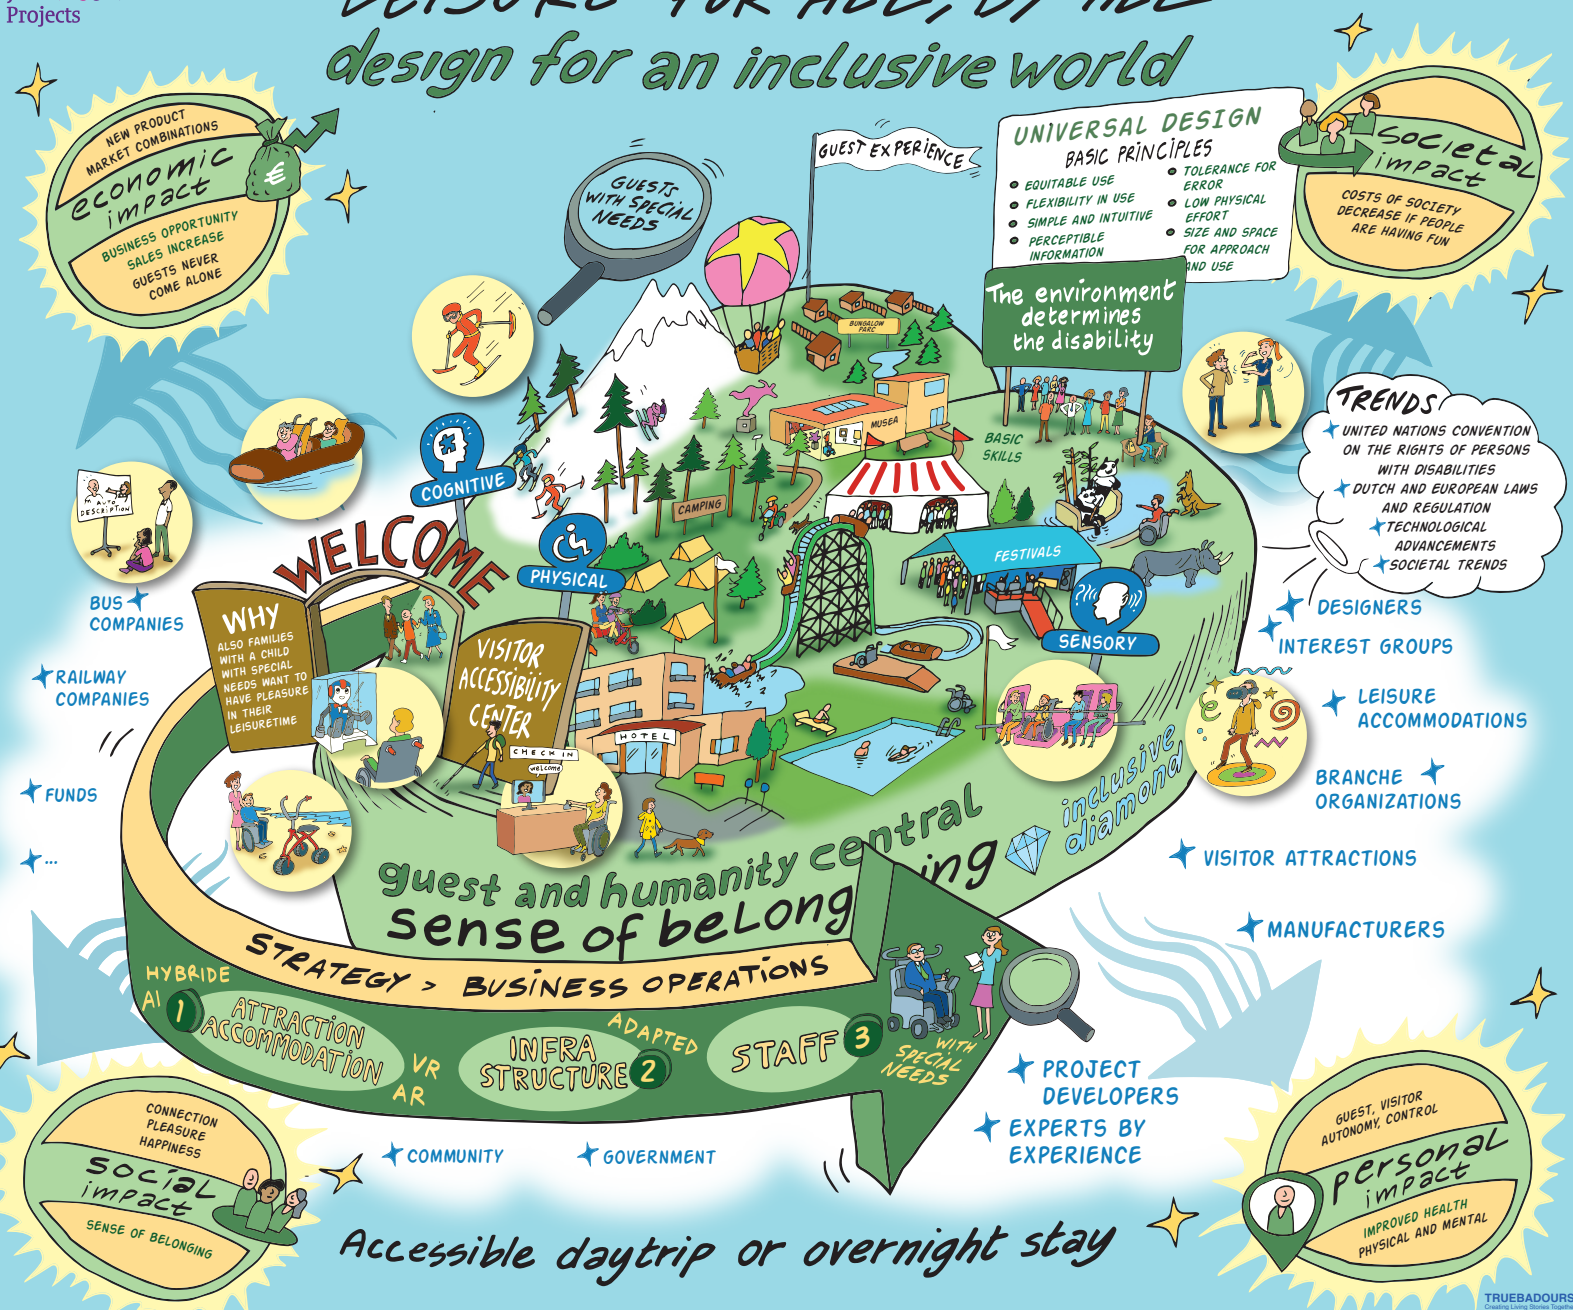 Projects
LEISURE FOR ALL, BY ALL
design for an inclusive world
NEW PRODUCT
MARKET COMBINATIONS
economic
impact
€
BUSINESS OPPORTUNITY
SALES INCREASE
GUESTS NEVER
COME ALONE
GUESTS
WITH SPECIAL
NEEDS
GUEST EXPERIENCE
UNIVERSAL DESIGN
BASIC PRINCIPLES
EQUITABLE USE
FLEXIBILITY IN USE
SIMPLE AND INTUITIVE
PERCEPTIBLE
INFORMATION
TOLERANCE FOR
ERROR
LOW PHYSICAL
EFFORT
SIZE AND SPACE
FOR APPROACH
AND USE
The environment
determines
the disability
societal
impact
COSTS OF SOCIETY
DECREASE IF PEOPLE
ARE HAVING FUN
TRENDS
UNITED NATIONS CONVENTION
ON THE RIGHTS OF PERSONS
WITH DISABILITIES
DUTCH AND EUROPEAN LAWS
AND REGULATION
TECHNOLOGICAL
ADVANCEMENTS
SOCIETAL TRENDS
BUNGALOW
PARC
MUSEA
BASIC
SKILLS
COGNITIVE
CAMPING
FESTIVALS
PHYSICAL
SENSORY
AUTO
DESCRIPTION
WELCOME
WHY
ALSO FAMILIES
WITH A CHILD
WITH SPECIAL
NEEDS WANT TO
HAVE PLEASURE
IN THEIR
LEISURETIME
VISITOR
ACCESSIBILITY
CENTER
HOTEL
CHECK IN
welcome
BUS
COMPANIES
RAILWAY
COMPANIES
FUNDS
...
DESIGNERS
INTEREST GROUPS
LEISURE
ACCOMMODATIONS
BRANCHE
ORGANIZATIONS
VISITOR ATTRACTIONS
MANUFACTURERS
guest and humanity central
sense of belonging
inclusive
diamond
STRATEGY > BUSINESS OPERATIONS
HYBRIDE
AI
1
ATTRACTION
ACCOMMODATION
VR
AR
INFRA
STRUCTURE
2
ADAPTED
STAFF
3
WITH
SPECIAL
NEEDS
PROJECT
DEVELOPERS
EXPERTS BY
EXPERIENCE
COMMUNITY
GOVERNMENT
CONNECTION
PLEASURE
HAPPINESS
social
impact
SENSE OF BELONGING
GUEST, VISITOR
AUTONOMY, CONTROL
personal
impact
IMPROVED HEALTH
PHYSICAL AND MENTAL
Accessible daytrip or overnight stay
TRUEBADOURS
Creating Living Stories Together